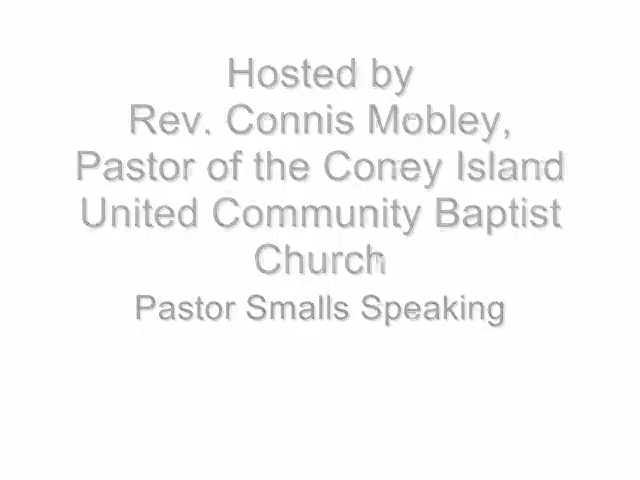 Hosted by
Rev. Connis Mobley,
Pastor of the Coney Island
United Community Baptist
Church
Pastor Smalls Speaking